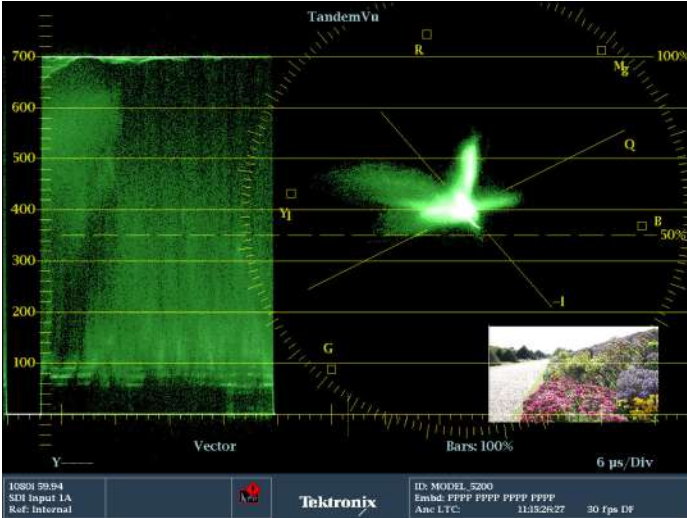 TandemVu
R
700
100%
Mg
600
500
Q
400
Yl
B
50%
300
-I
200
G
100
Vector
Bars: 100%
Y
6 µs/Div
1080i 59.94
SDI Input 1A
Ref: Internal
Tektronix
ID: MODEL_5200
Embd: PPPP PPPP PPPP PPPP
Anc LTC: 11:15:26:27 30 fps DF